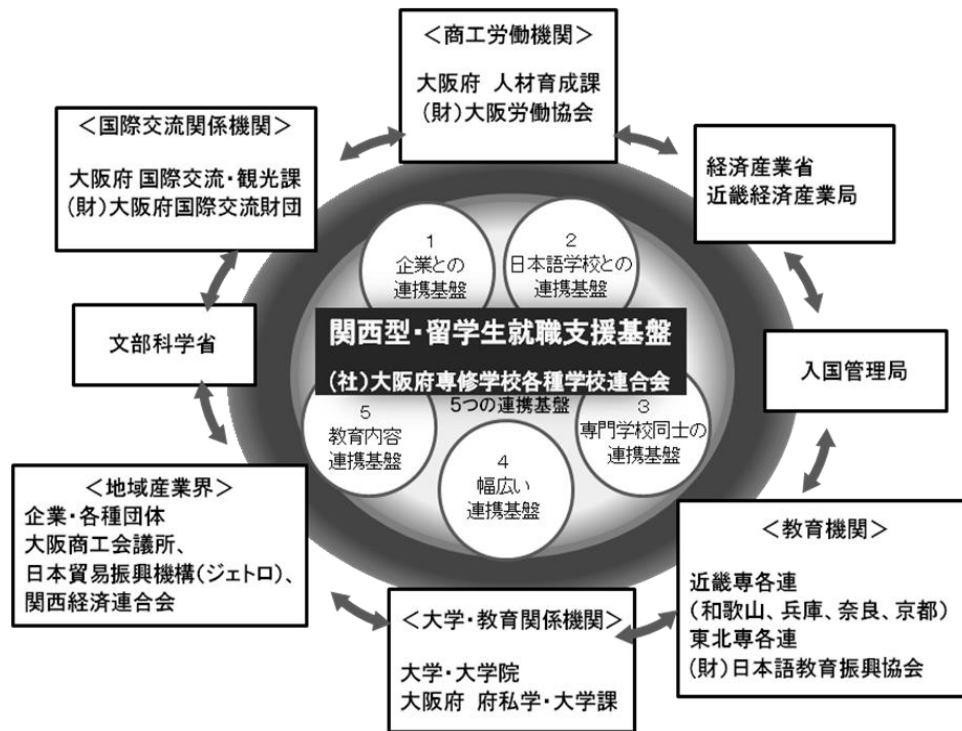 ＜商工労働機関＞
大阪府 人材育成課
(財)大阪労働協会
＜国際交流関係機関＞
大阪府 国際交流・観光課
(財)大阪府国際交流財団
経済産業省
近畿経済産業局
1
企業との
連携基盤
2
日本語学校との
連携基盤
関西型・留学生就職支援基盤
(社)大阪府専修学校各種学校連合会
5つの連携基盤
文部科学省
入国管理局
5
教育内容
連携基盤
3
専門学校同士の
連携基盤
4
幅広い
連携基盤
＜地域産業界＞
企業・各種団体
大阪商工会議所、
日本貿易振興機構(ジェトロ)、
関西経済連合会
＜大学・教育関係機関＞
大学・大学院
大阪府 府私学・大学課
＜教育機関＞
近畿専各連
(和歌山、兵庫、奈良、京都)
東北専各連
(財)日本語教育振興協会